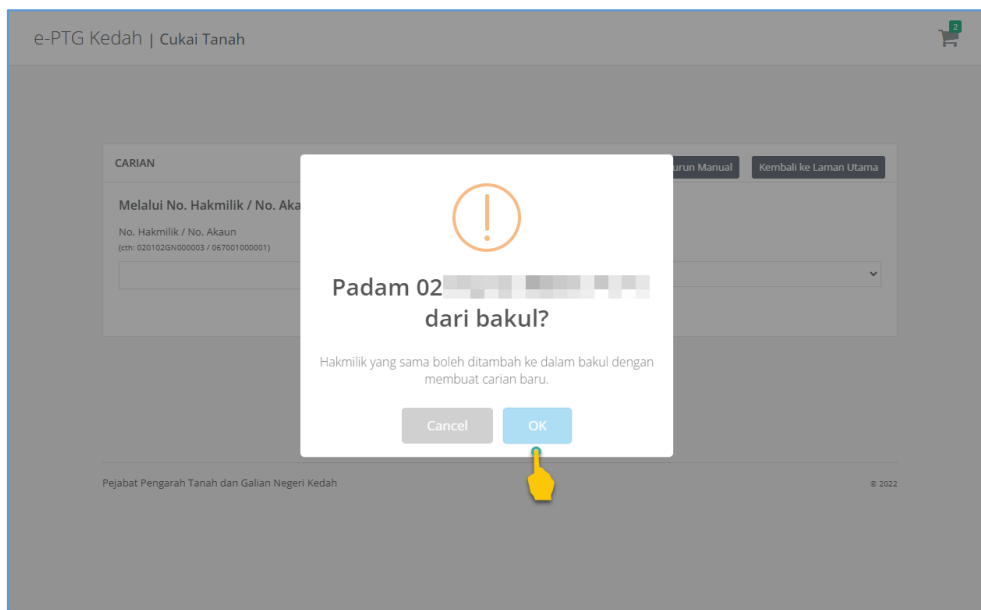 e-PTG Kedah | Cukai Tanah
2
CARIAN
Manual
Kembali ke Laman Utama
Melalui No. Hakmilik / No.
No. Hakmilik / No. Akaun
(cth: 020102GN000003 / 067001000001)
Padam 02
dari bakul?
Hakmilik yang sama boleh ditambah ke dalam bakul dengan
membuat carian baru.
Cancel
OK
Pejabat Pengarah Tanah dan Galian Negeri Kedah
© 2022